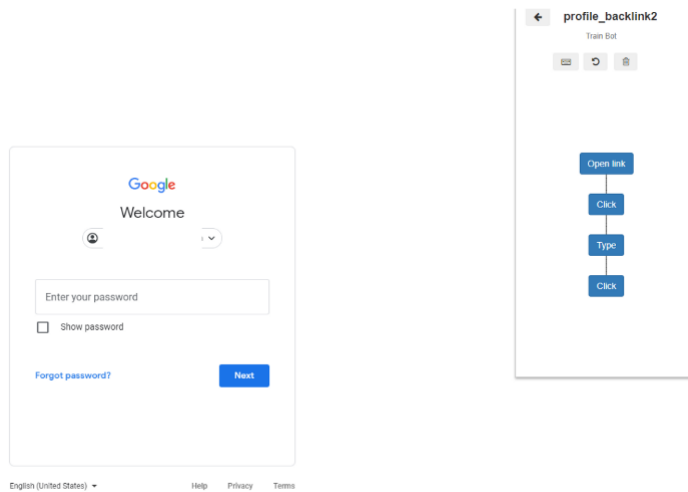 profile_backlink2
Train Bot
Open link
Click
Type
Click
Google
Welcome
Enter your password
Show password
Forgot password?
Next
English (United States)
Help
Privacy
Terms